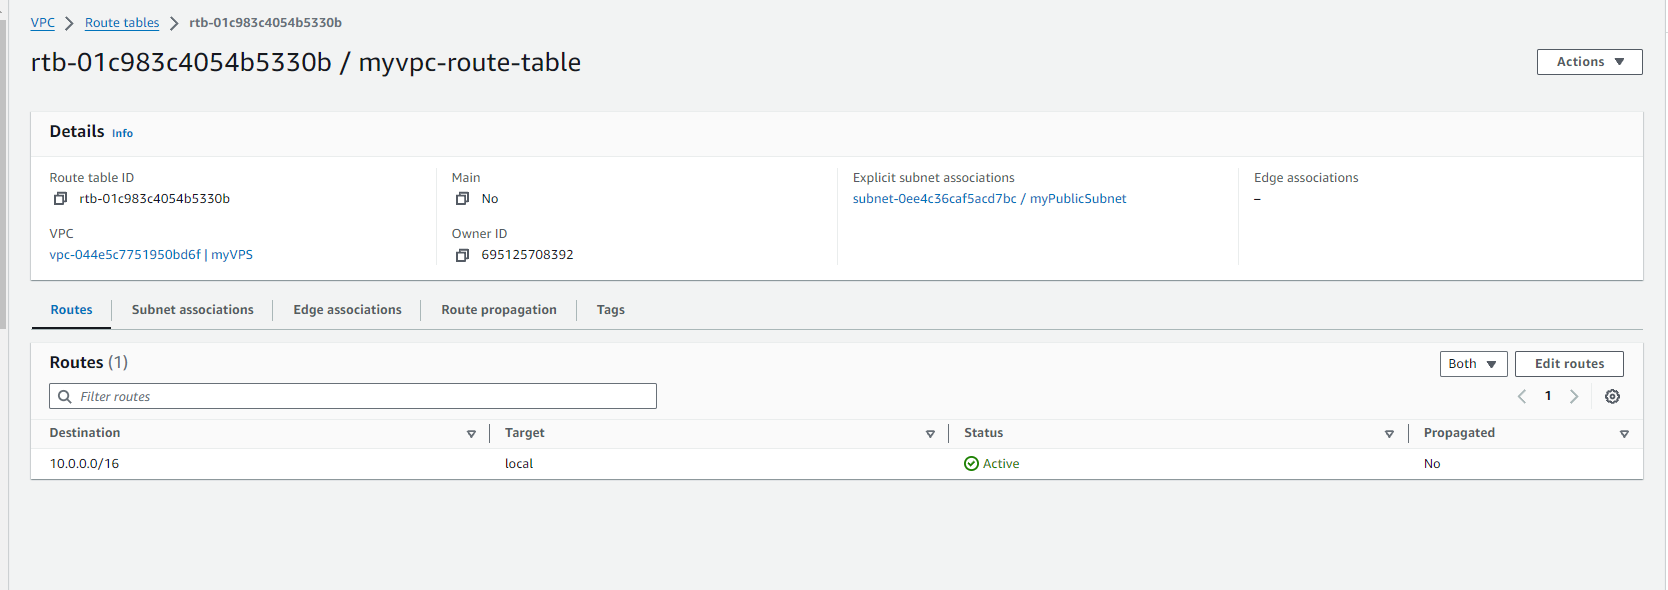 VPC > Route tables > rtb-01c983c4054b5330b
rtb-01c983c4054b5330b / myvpc-route-table
Actions
Details Info
Route table ID
rtb-01c983c4054b5330b
Main
No
Explicit subnet associations
subnet-0ee4c36caf5acd7bc / myPublicSubnet
Edge associations
–
VPC
vpc-044e5c7751950bd6f | myVPS
Owner ID
695125708392
Routes Subnet associations Edge associations Route propagation Tags
Routes (1)
Both Edit routes
Filter routes
1
Destination Target Status Propagated
10.0.0.0/16 local Active No